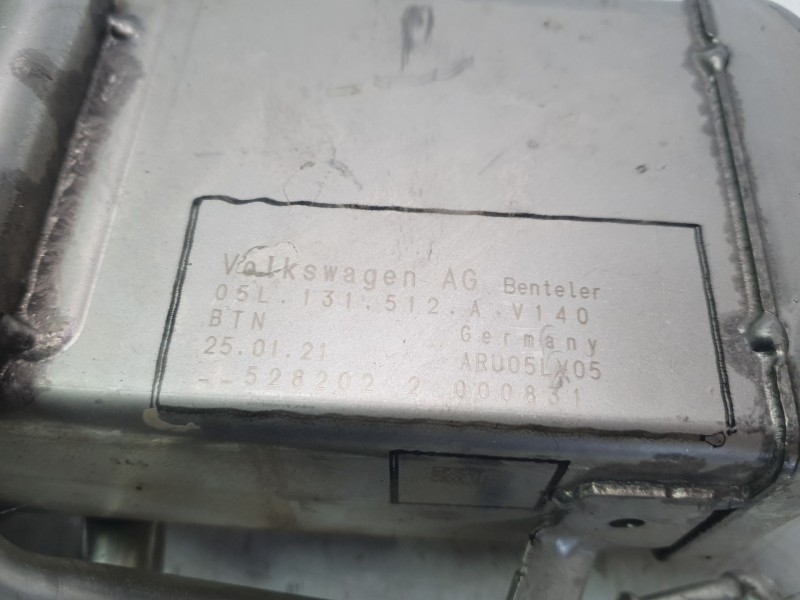 Volkswagen AG Benteler
05L.131.512.A.V140
BTN Germany
25.01.21 ARU05LX05
--528202 2 000831